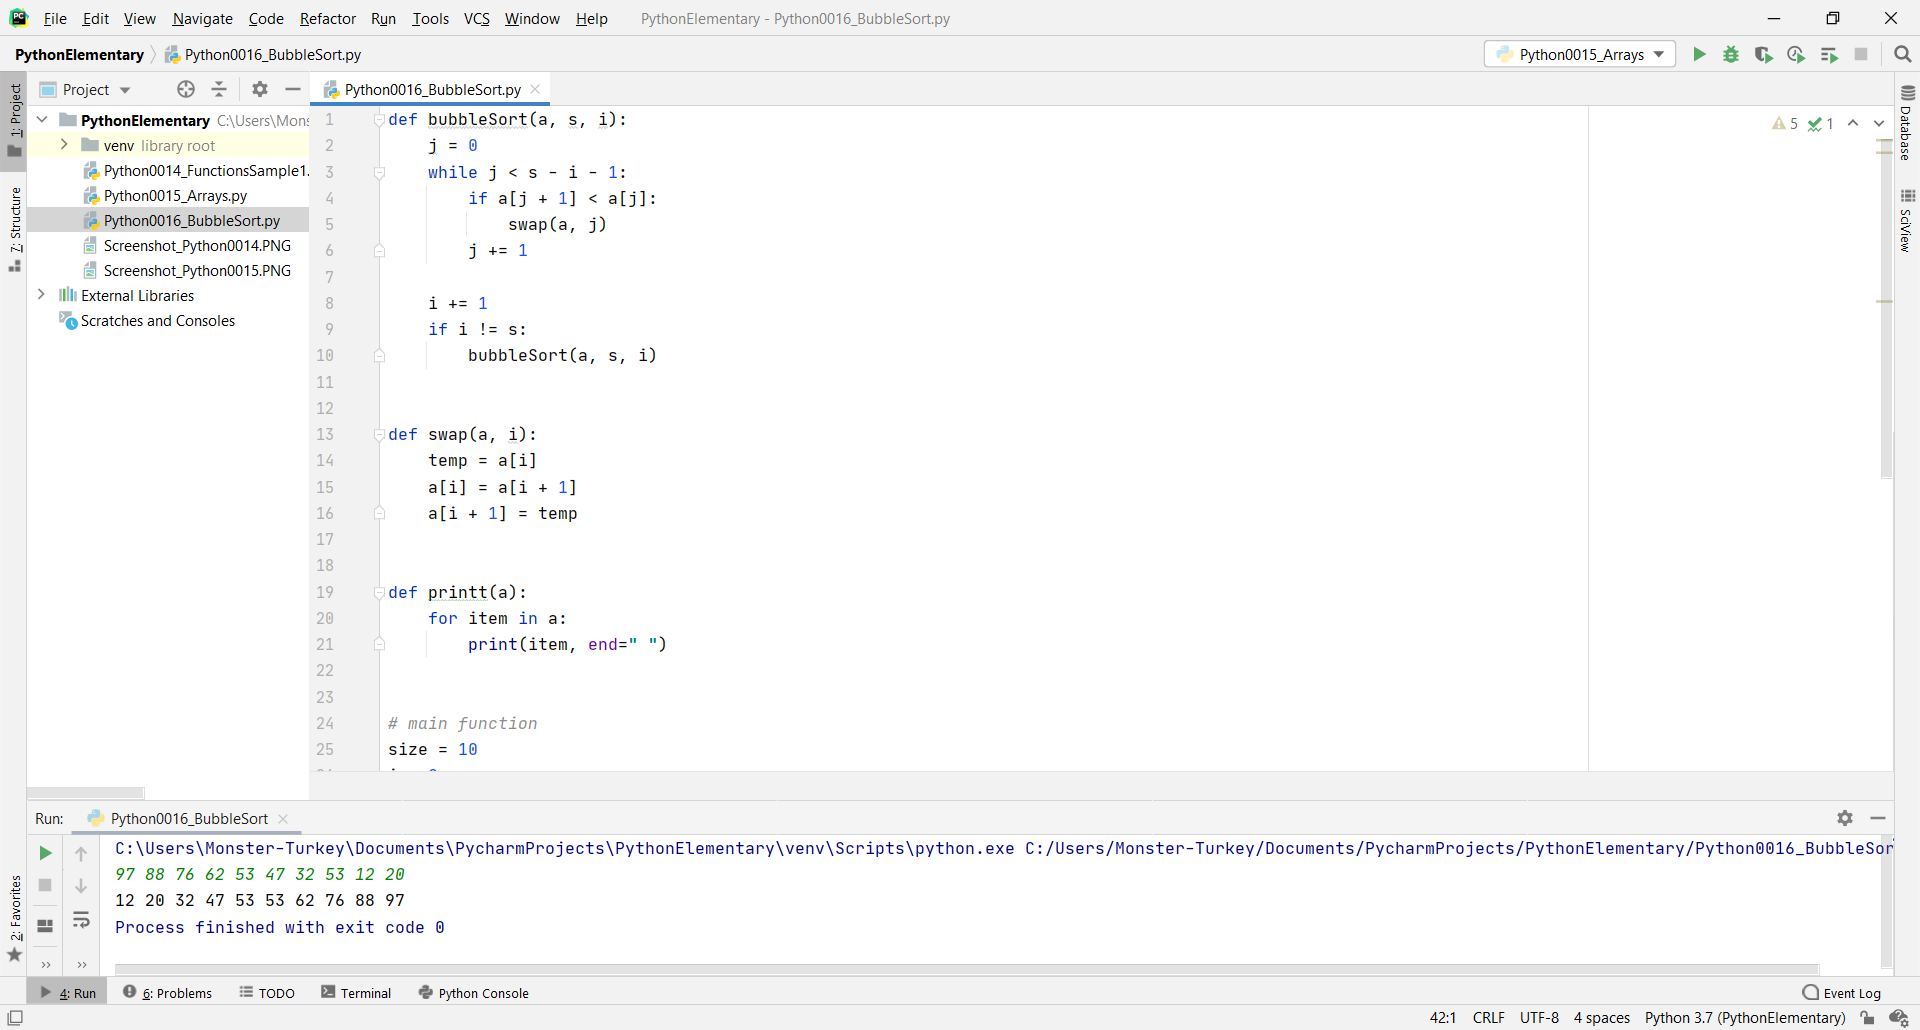 File Edit View Navigate Code Refactor Run Tools VCS Window Help PythonElementary - Python0016_BubbleSort.py
PythonElementary Python0016_BubbleSort.py Python0015_Arrays
1: Project
7: Structure
2: Favorites
Project
PythonElementary C:\Users\Mons
venv library root
Python0014_FunctionsSample1.
Python0015_Arrays.py
Python0016_BubbleSort.py
Screenshot_Python0014.PNG
Screenshot_Python0015.PNG
External Libraries
Scratches and Consoles
Python0016_BubbleSort.py
5 1
Database
SciView
1 def bubbleSort(a, s, i):
2 j = 0
3 while j < s - i - 1:
4 if a[j + 1] < a[j]:
5 swap(a, j)
6 j += 1
7
8 i += 1
9 if i != s:
10 bubbleSort(a, s, i)
11
12
13 def swap(a, i):
14 temp = a[i]
15 a[i] = a[i + 1]
16 a[i + 1] = temp
17
18
19 def printt(a):
20 for item in a:
21 print(item, end=" ")
22
23
24 # main function
25 size = 10
Run: Python0016_BubbleSort
C:\Users\Monster-Turkey\Documents\PycharmProjects\PythonElementary\venv\Scripts\python.exe C:/Users/Monster-Turkey/Documents/PycharmProjects/PythonElementary/Python0016_BubbleSor
97 88 76 62 53 47 32 53 12 20
12 20 32 47 53 53 62 76 88 97
Process finished with exit code 0
4: Run 6: Problems TODO Terminal Python Console Event Log
42:1 CRLF UTF-8 4 spaces Python 3.7 (PythonElementary)